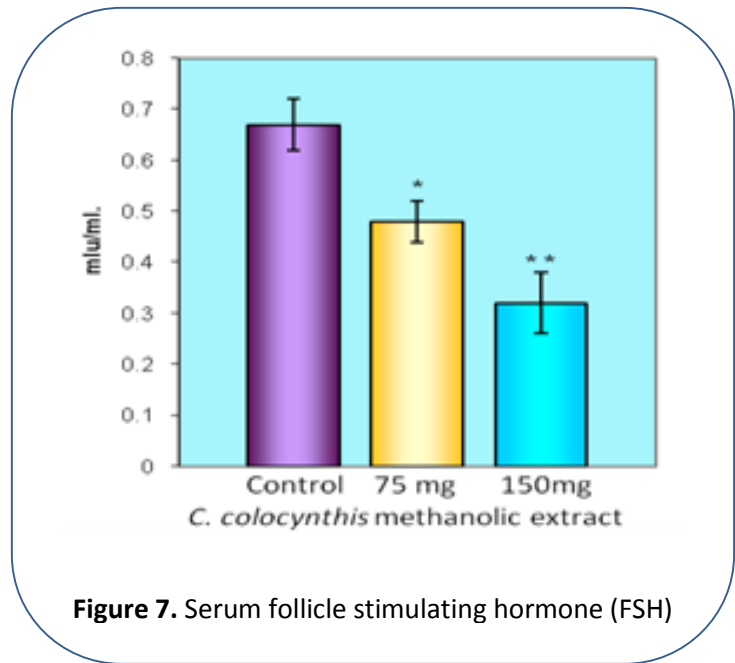 0.8
0.7
0.6
0.5
0.4
0.3
0.2
0.1
0
mIu/ml.
*
**
Control 75 mg 150mg
C. colocynthis methanolic extract
Figure 7. Serum follicle stimulating hormone (FSH)